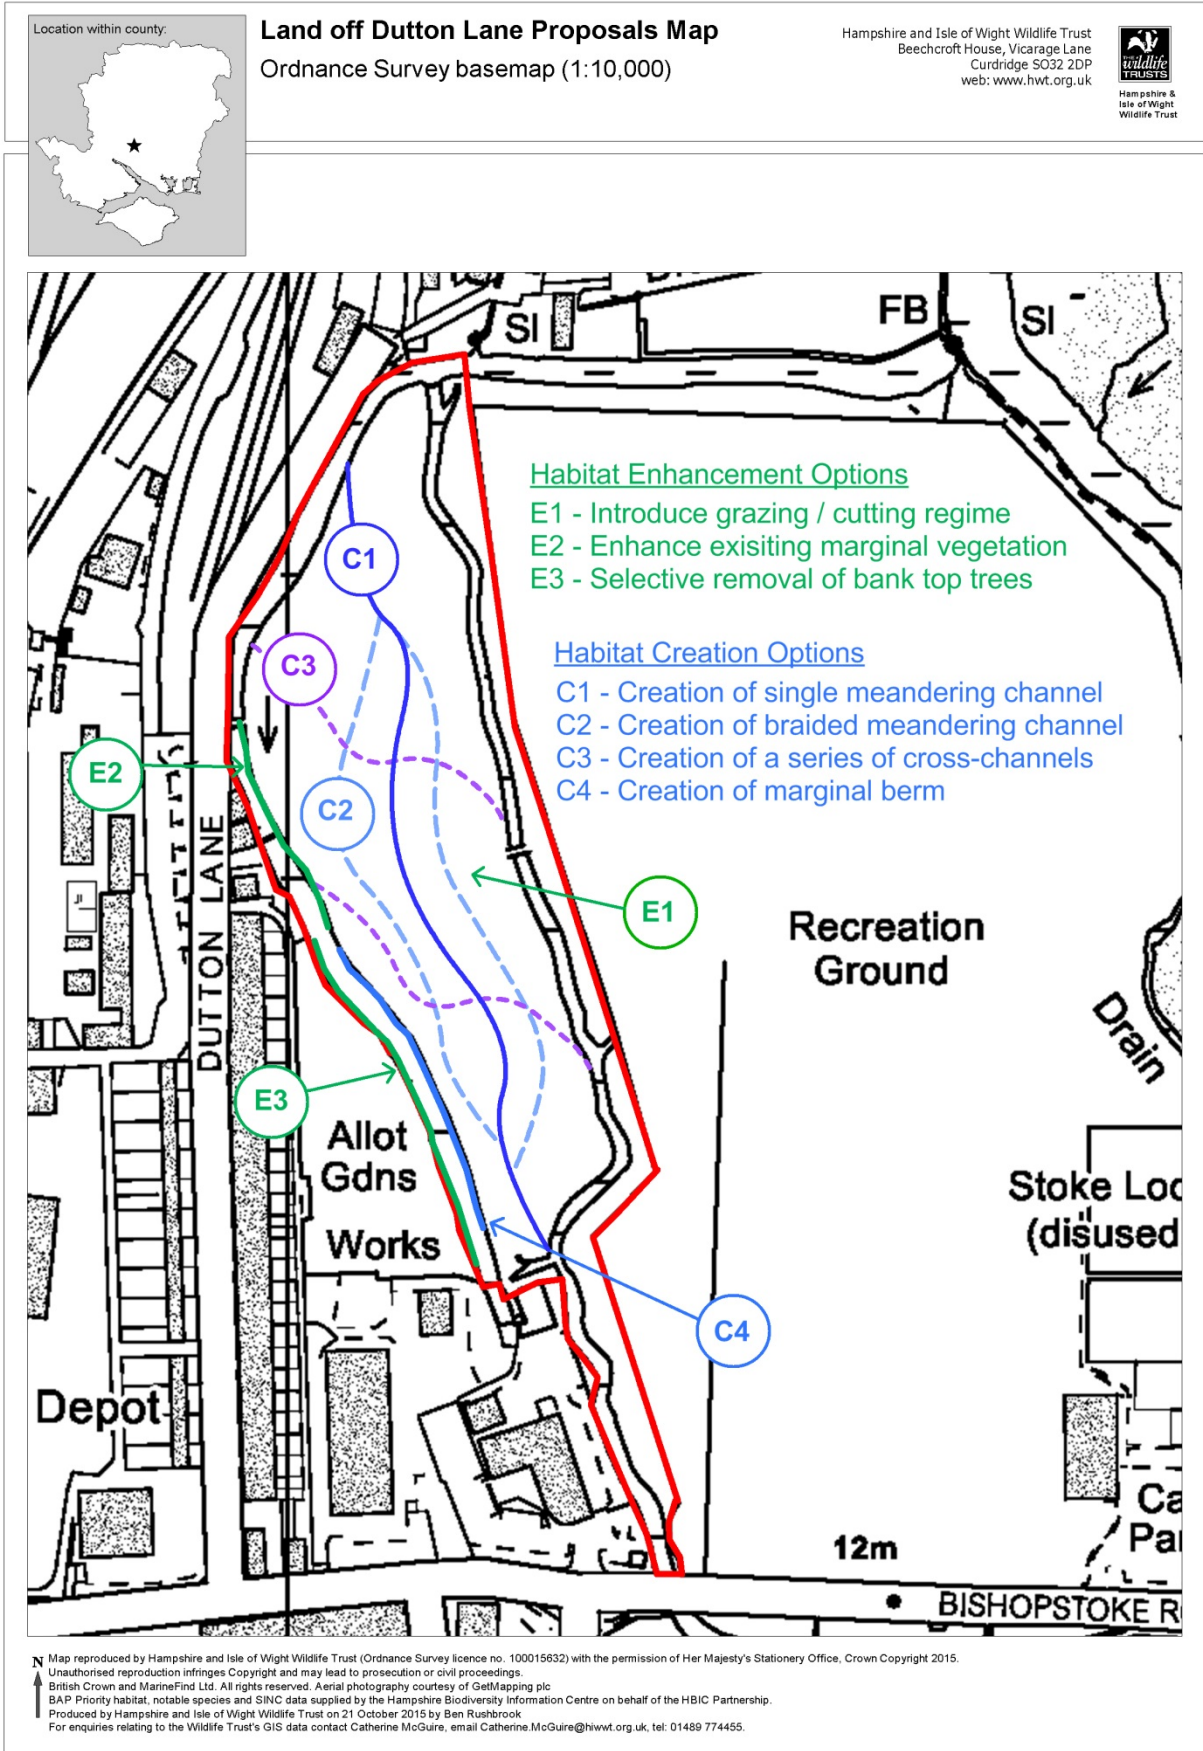 Location within county:
Land off Dutton Lane Proposals Map
Ordnance Survey basemap (1:10,000)
Hampshire and Isle of Wight Wildlife Trust
Beechcroft House, Vicarage Lane
Curdridge SO32 2DP
web: www.hwt.org.uk
THE
wildlife
TRUSTS
Hampshire &
Isle of Wight
Wildlife Trust
SI
FB
SI
Habitat Enhancement Options
E1 - Introduce grazing / cutting regime
E2 - Enhance exisiting marginal vegetation
E3 - Selective removal of bank top trees
C1
C3
Habitat Creation Options
C1 - Creation of single meandering channel
C2 - Creation of braided meandering channel
C3 - Creation of a series of cross-channels
C4 - Creation of marginal berm
E2
C2
DUTTON LANE
E1
Recreation
Ground
Drain
E3
Allot
Gdns
Works
Stoke Loc
(disused
C4
Depot
Ca
Pa
12m
BISHOPSTOKE R
N
Map reproduced by Hampshire and Isle of Wight Wildlife Trust (Ordnance Survey licence no. 100015632) with the permission of Her Majesty's Stationery Office, Crown Copyright 2015.
Unauthorised reproduction infringes Copyright and may lead to prosecution or civil proceedings.
British Crown and MarineFind Ltd. All rights reserved. Aerial photography courtesy of GetMapping plc
BAP Priority habitat, notable species and SINC data supplied by the Hampshire Biodiversity Information Centre on behalf of the HBIC Partnership.
Produced by Hampshire and Isle of Wight Wildlife Trust on 21 October 2015 by Ben Rushbrook
For enquiries relating to the Wildlife Trust's GIS data contact Catherine McGuire, email Catherine.McGuire@hiwwt.org.uk, tel: 01489 774455.